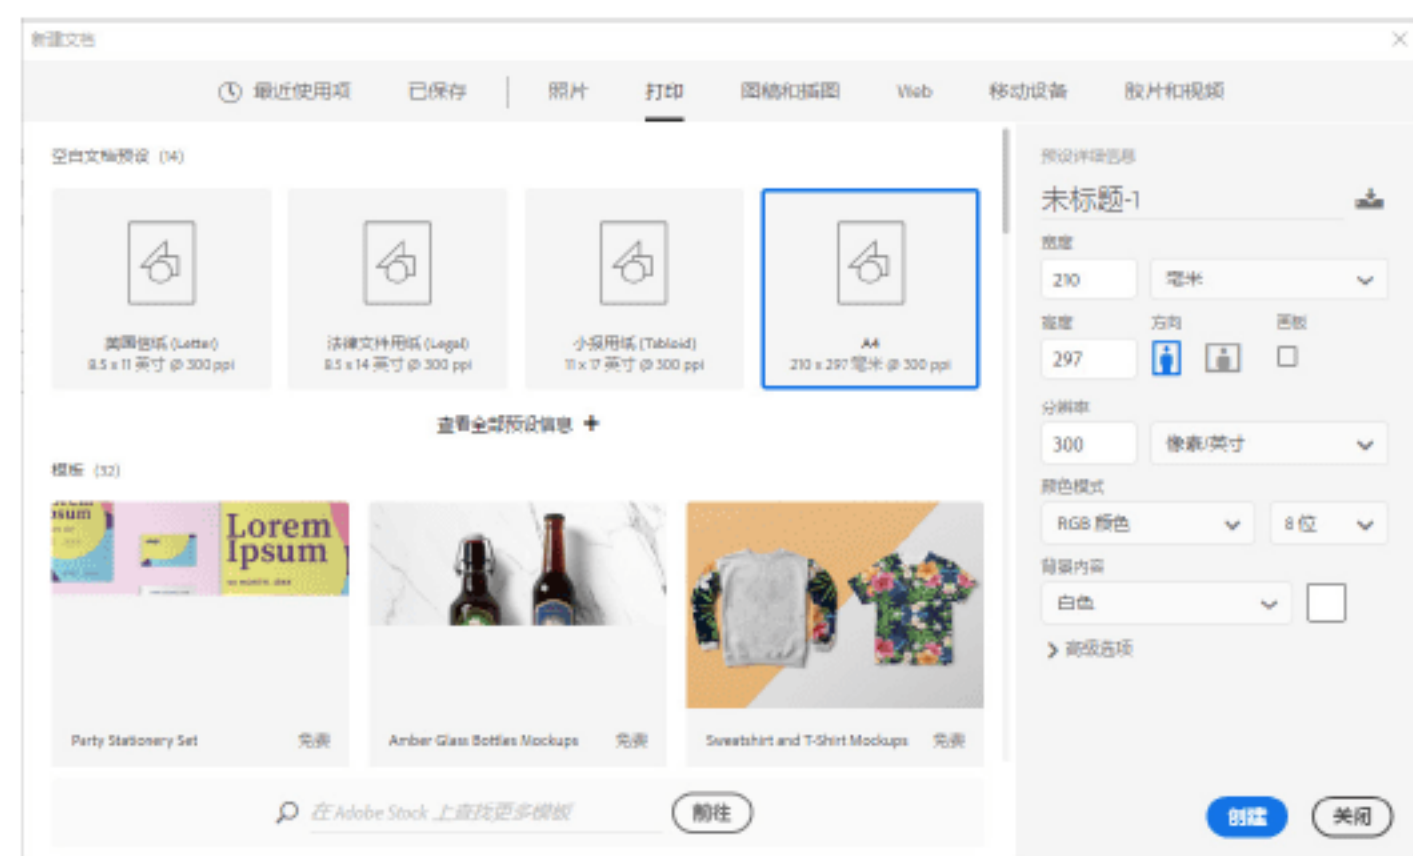 新建文档
最近使用项 已保存 照片 打印 图稿和插图 Web 移动设备 胶片和视频
空白文档预设 (14)
美国信纸 (Letter)
8.5 x 11 英寸 @ 300 ppi
法律文件用纸 (Legal)
8.5 x 14 英寸 @ 300 ppi
小报用纸 (Tabloid)
11 x 17 英寸 @ 300 ppi
A4
210 x 297 毫米 @ 300 ppi
查看全部预设信息 +
模板 (32)
Lorem
Ipsum
Party Stationery Set 免费
Amber Glass Bottles Mockups 免费
Sweatshirt and T-Shirt Mockups 免费
在 Adobe Stock 上查找更多模板 前往
预设详细信息
未标题-1
宽度
210 毫米
高度 方向 画板
297
分辨率
300 像素/英寸
颜色模式
RGB 颜色 8 位
背景内容
白色
高级选项
创建 关闭